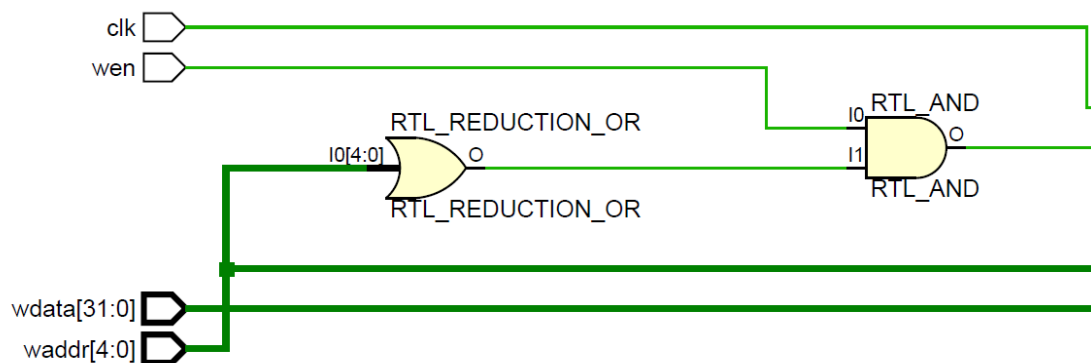 clk
wen
RTL_REDUCTION_OR
I0[4:0]
O
RTL_REDUCTION_OR
RTL_AND
I0
I1
O
RTL_AND
wdata[31:0]
waddr[4:0]